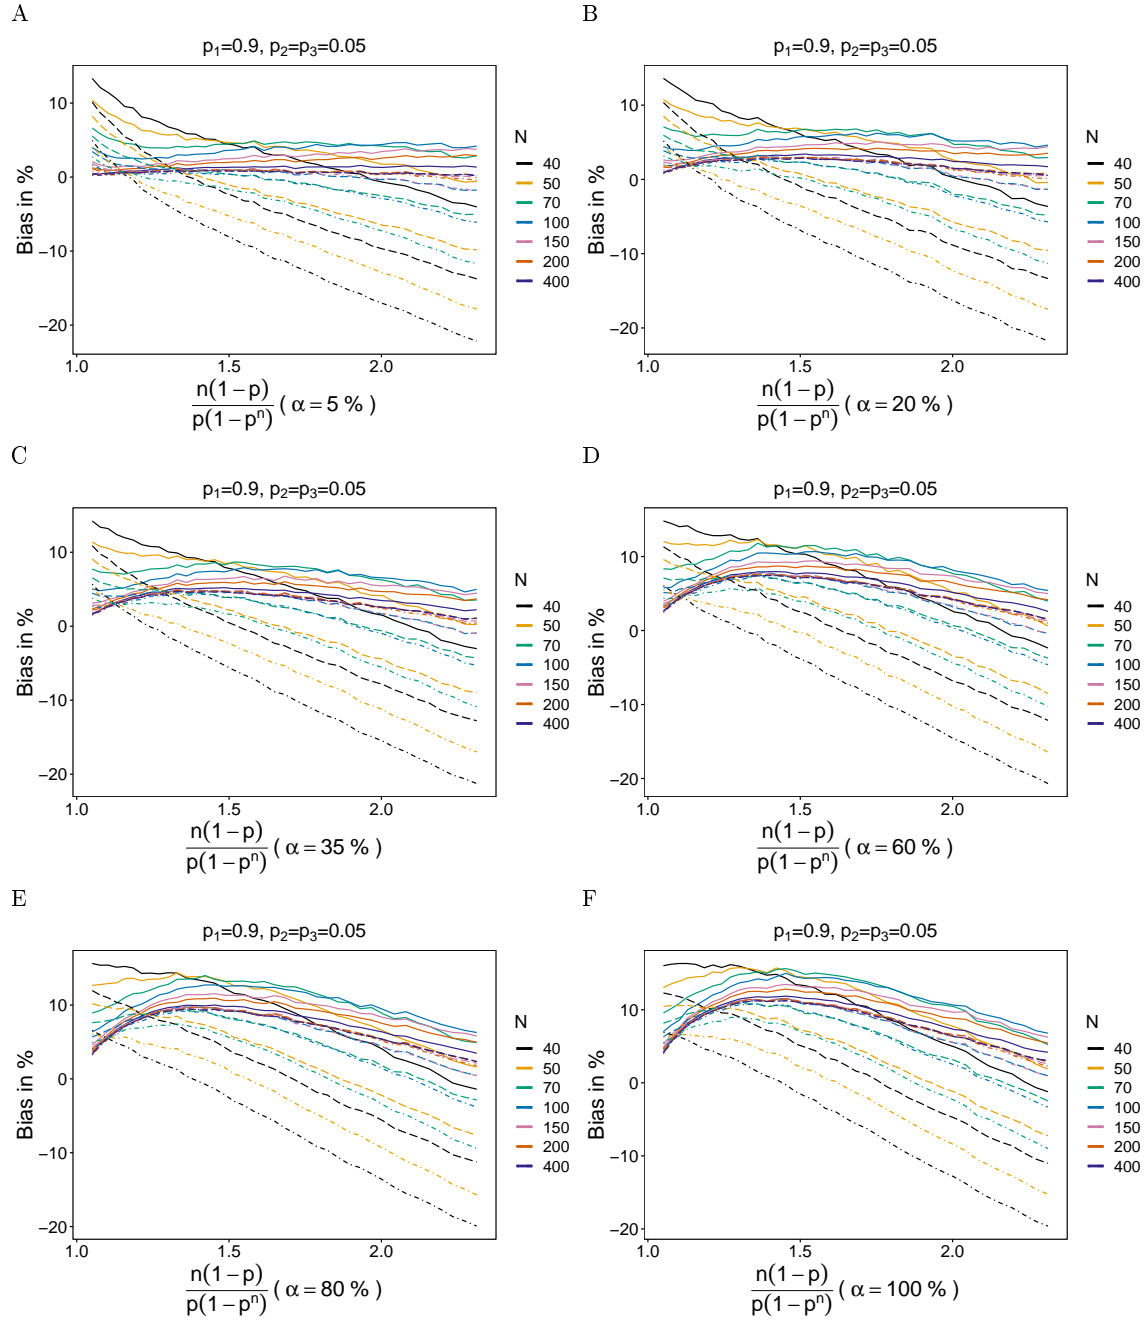 A
p₁=0.9, p₂=p₃=0.05
Bias in %
10
0
−10
−20
1.0 1.5 2.0
n(1 − p)
p(1 − pⁿ) ( α = 5 % )
N
40
50
70
100
150
200
400
B
p₁=0.9, p₂=p₃=0.05
Bias in %
10
0
−10
−20
1.0 1.5 2.0
n(1 − p)
p(1 − pⁿ) ( α = 20 % )
N
40
50
70
100
150
200
400
C
p₁=0.9, p₂=p₃=0.05
Bias in %
10
0
−10
−20
1.0 1.5 2.0
n(1 − p)
p(1 − pⁿ) ( α = 35 % )
N
40
50
70
100
150
200
400
D
p₁=0.9, p₂=p₃=0.05
Bias in %
10
0
−10
−20
1.0 1.5 2.0
n(1 − p)
p(1 − pⁿ) ( α = 60 % )
N
40
50
70
100
150
200
400
E
p₁=0.9, p₂=p₃=0.05
Bias in %
10
0
−10
−20
1.0 1.5 2.0
n(1 − p)
p(1 − pⁿ) ( α = 80 % )
N
40
50
70
100
150
200
400
F
p₁=0.9, p₂=p₃=0.05
Bias in %
10
0
−10
−20
1.0 1.5 2.0
n(1 − p)
p(1 − pⁿ) ( α = 100 % )
N
40
50
70
100
150
200
400